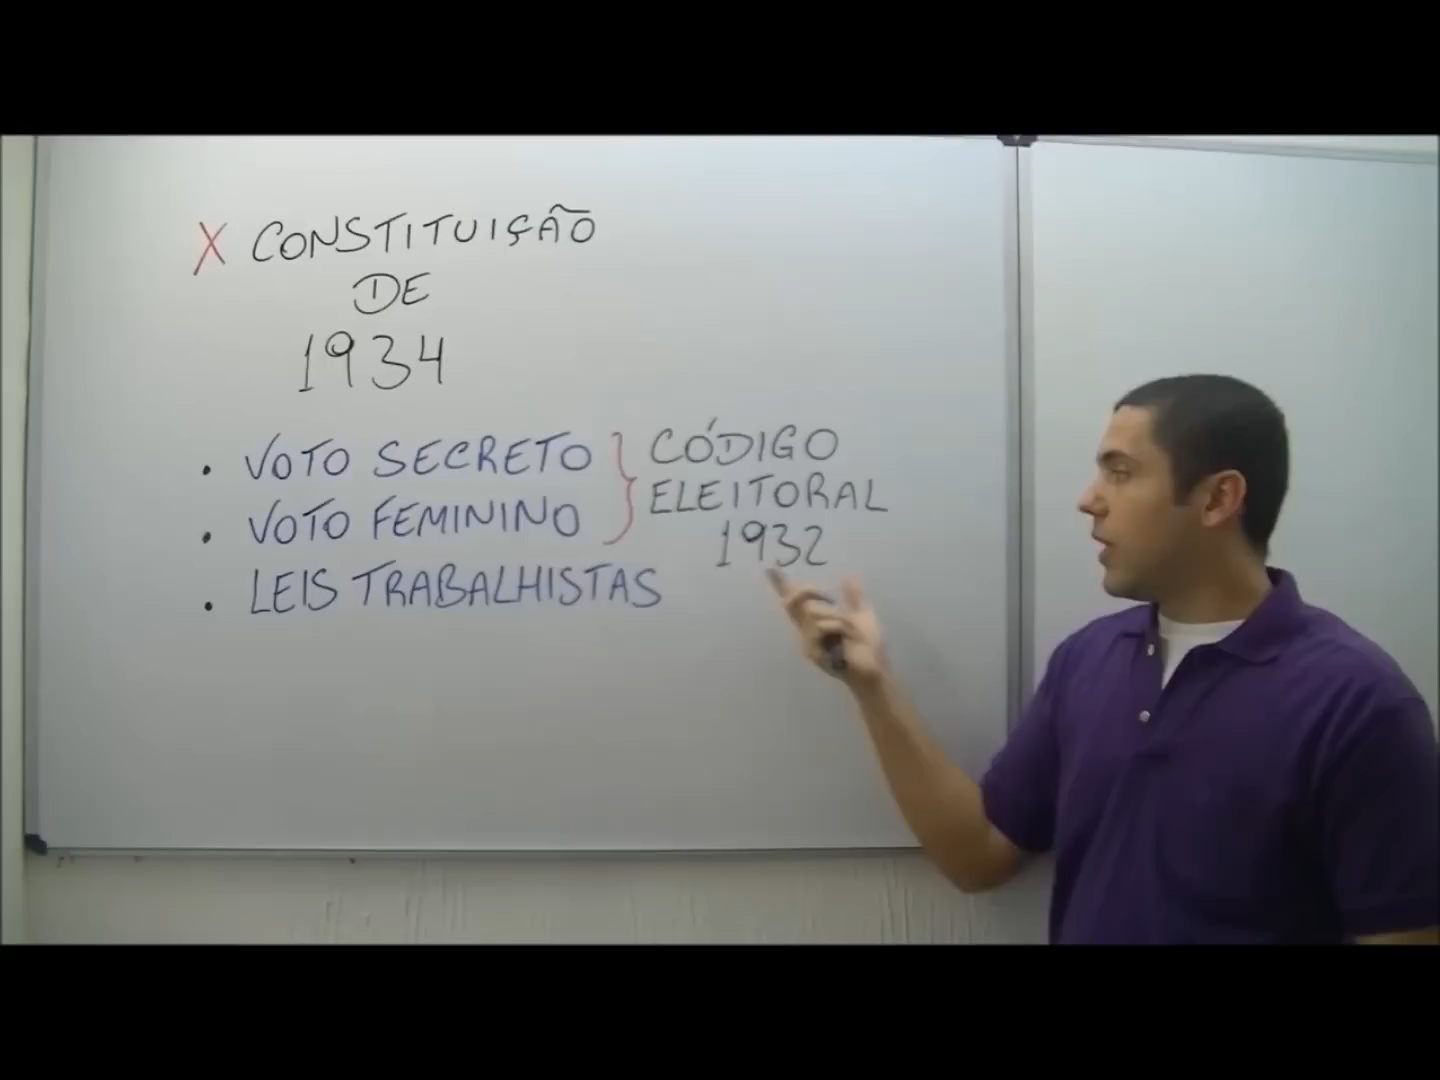 X CONSTITUIÇÃO
DE
1934
. VOTO SECRETO } CÓDIGO
ELEITORAL
. VOTO FEMININO
1932
. LEIS TRABALHISTAS